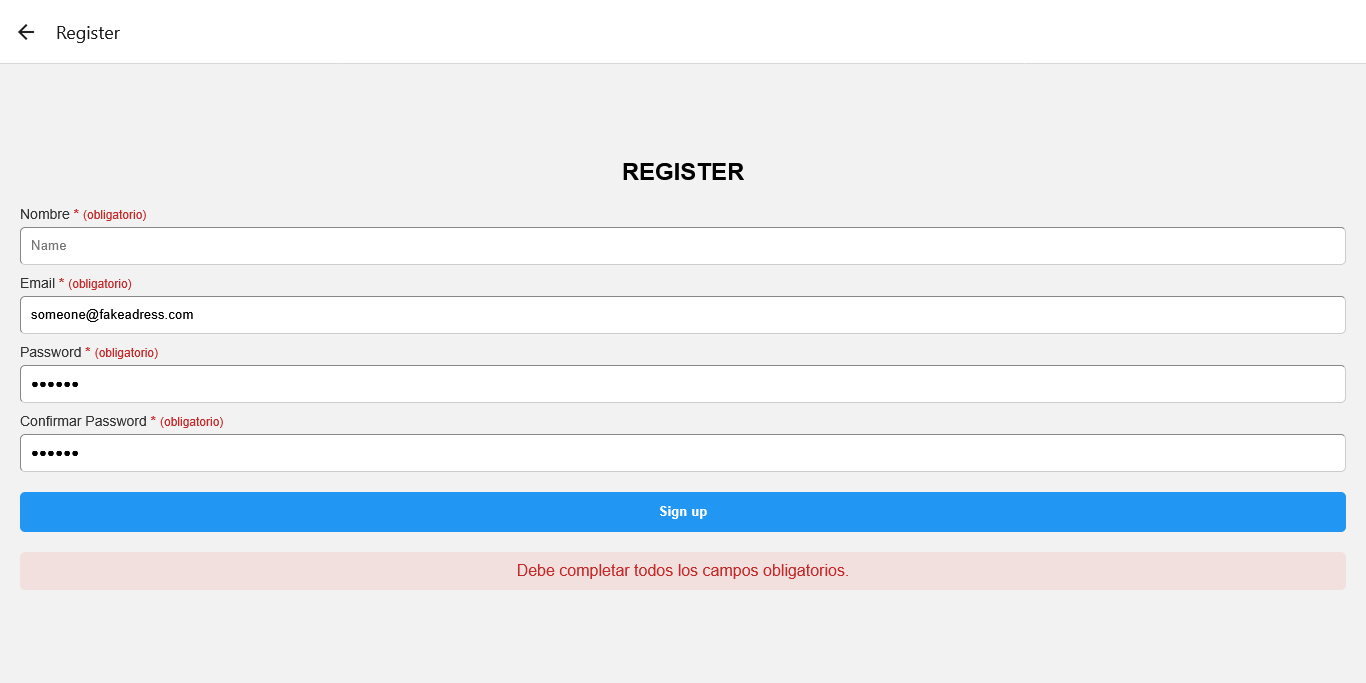 Register
REGISTER
Nombre * (obligatorio)
Name
Email * (obligatorio)
someone@fakeadress.com
Password * (obligatorio)
••••••
Confirmar Password * (obligatorio)
••••••
Sign up
Debe completar todos los campos obligatorios.